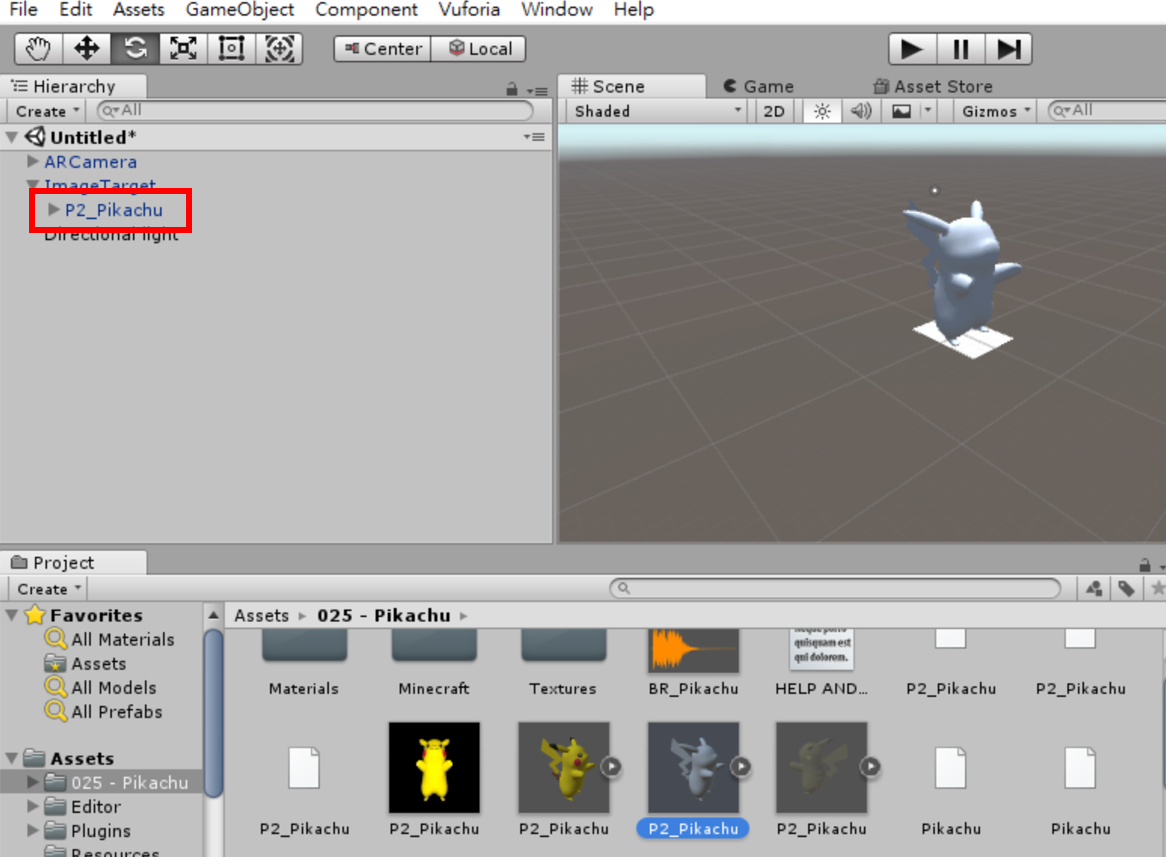 File Edit Assets GameObject Component Vuforia Window Help
Center Local
Hierarchy
Create All
Untitled*
ARCamera
ImageTarget
P2_Pikachu
Directional light
Scene Game Asset Store
Shaded 2D Gizmos All
Project
Create
Favorites
All Materials
Assets
All Models
All Prefabs
Assets
025 - Pikachu
Editor
Plugins
Resources
Assets 025 - Pikachu
quisquam est
qui dolorem.
Materials Minecraft Textures BR_Pikachu HELP AND... P2_Pikachu P2_Pikachu
P2_Pikachu P2_Pikachu P2_Pikachu P2_Pikachu P2_Pikachu Pikachu Pikachu